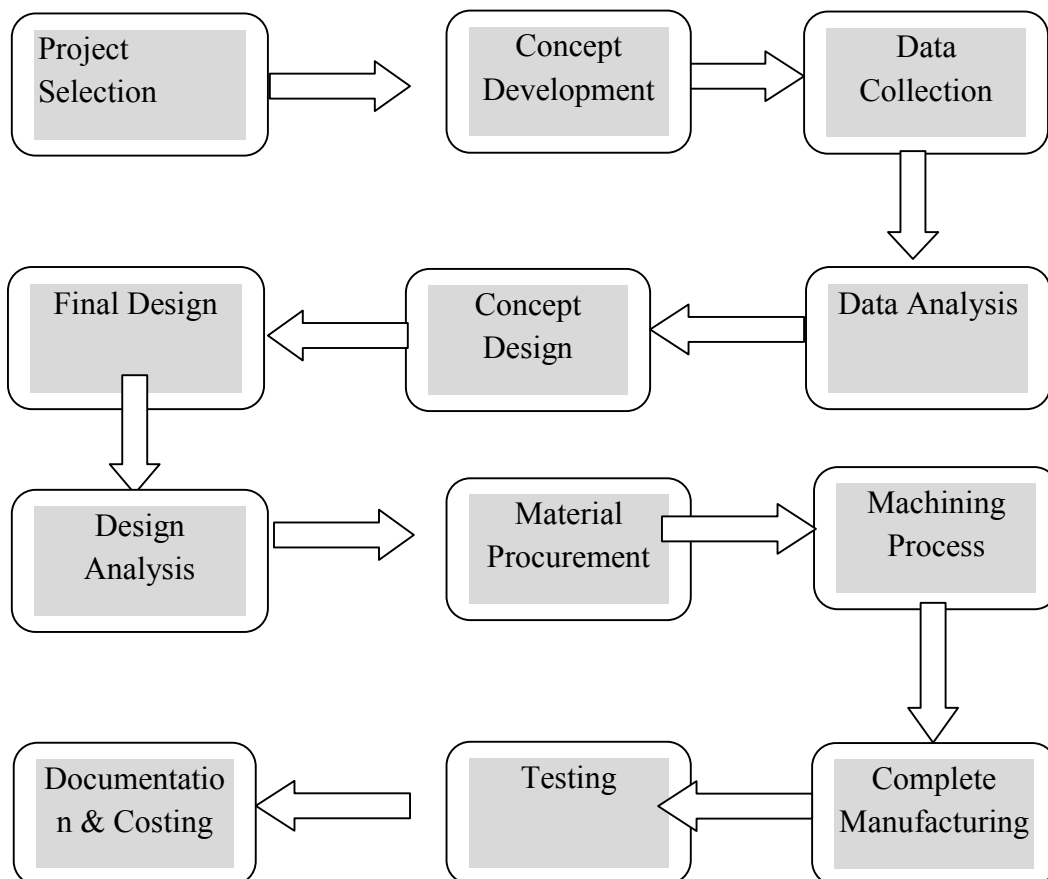 Project
Selection
Concept
Development
Data
Collection
Final Design
Concept
Design
Data Analysis
Design
Analysis
Material
Procurement
Machining
Process
Documentatio
n & Costing
Testing
Complete
Manufacturing